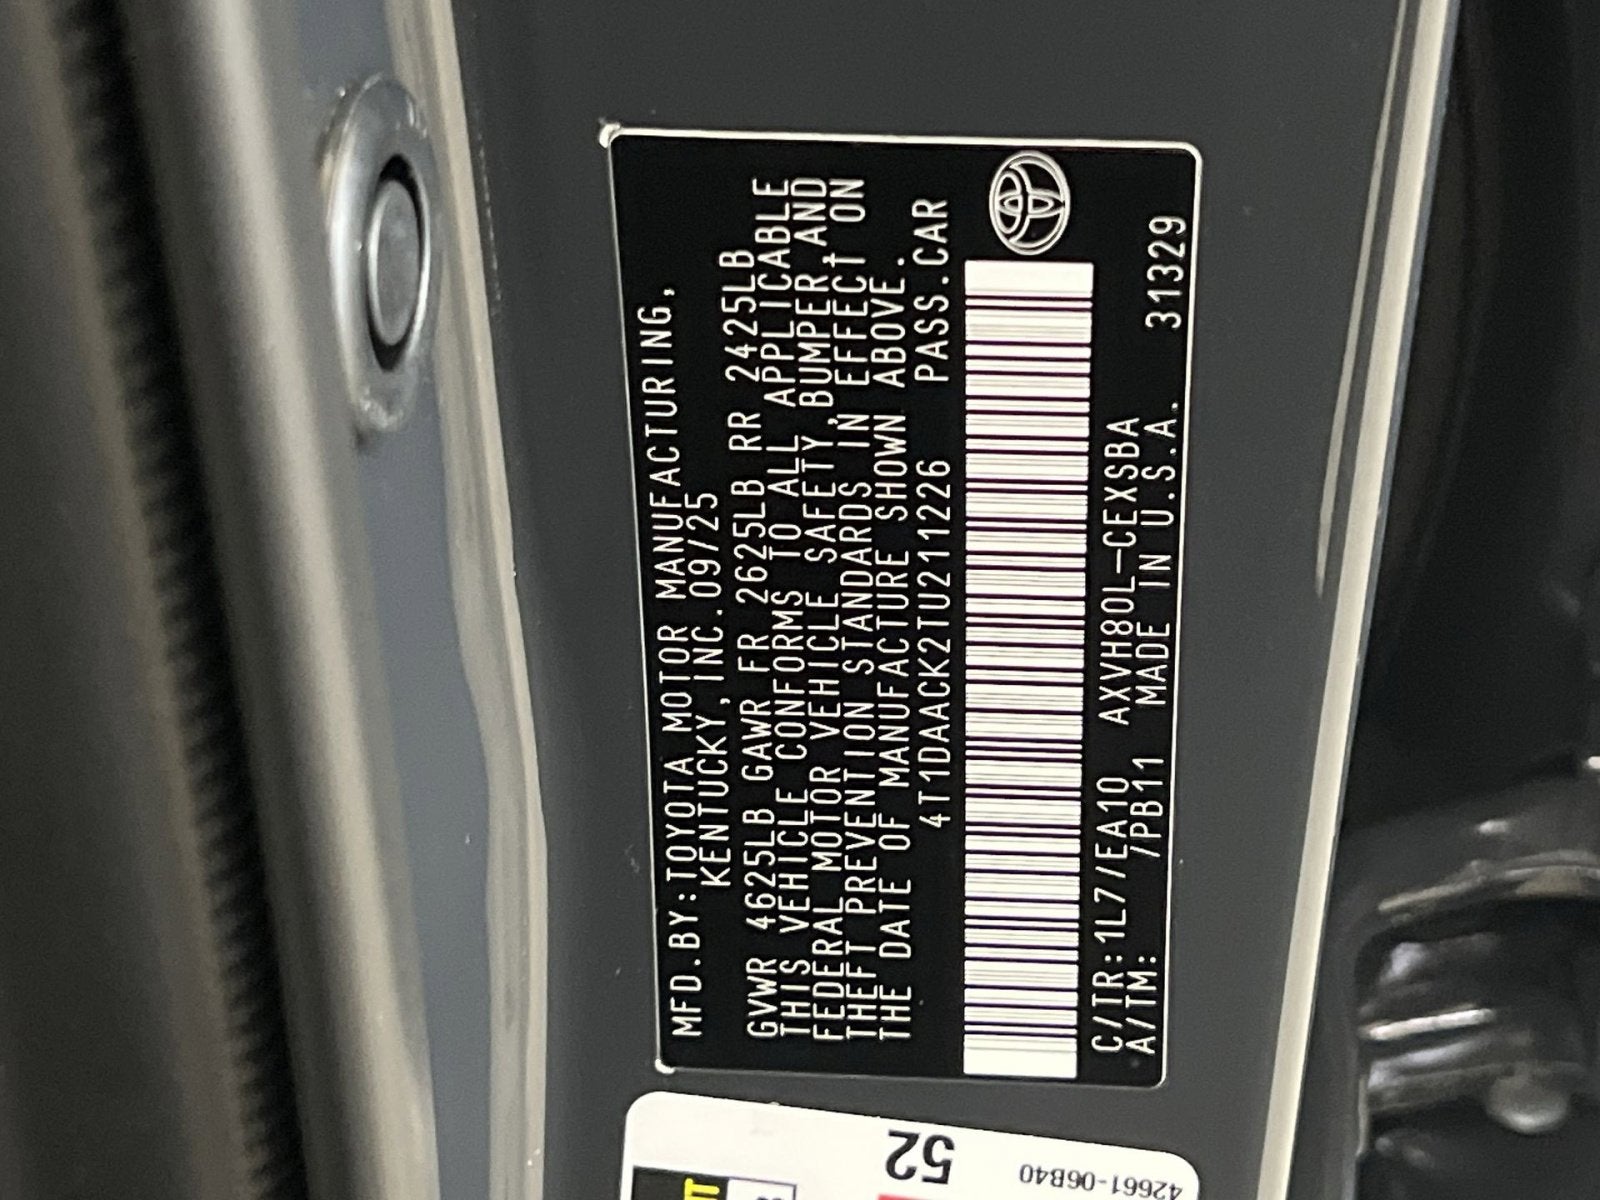 MFD.BY:TOYOTA MOTOR MANUFACTURING,
KENTUCKY,INC.09/25
GVWR 4625LB GAWR FR 2625LB RR 2425LB
THIS VEHICLE CONFORMS TO ALL APPLICABLE
FEDERAL MOTOR VEHICLE SAFETY,BUMPER,AND
THEFT PREVENTION STANDARDS IN EFFECT ON
THE DATE OF MANUFACTURE SHOWN ABOVE.
4T1DAACK2TU211226 PASS.CAR
C/TR:1L7/EA10 AXVH80L-CEXSBA
A/TM: /PB11 MADE IN U.S.A. 31329
52
42661-06B40